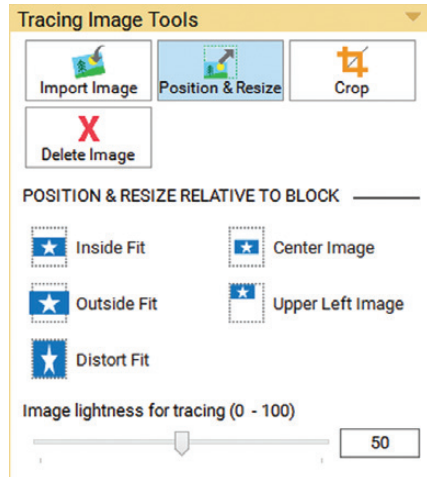 Tracing Image Tools
Import Image
Position & Resize
Crop
X
Delete Image
POSITION & RESIZE RELATIVE TO BLOCK
Inside Fit
Center Image
Outside Fit
Upper Left Image
Distort Fit
Image lightness for tracing (0 - 100)
50